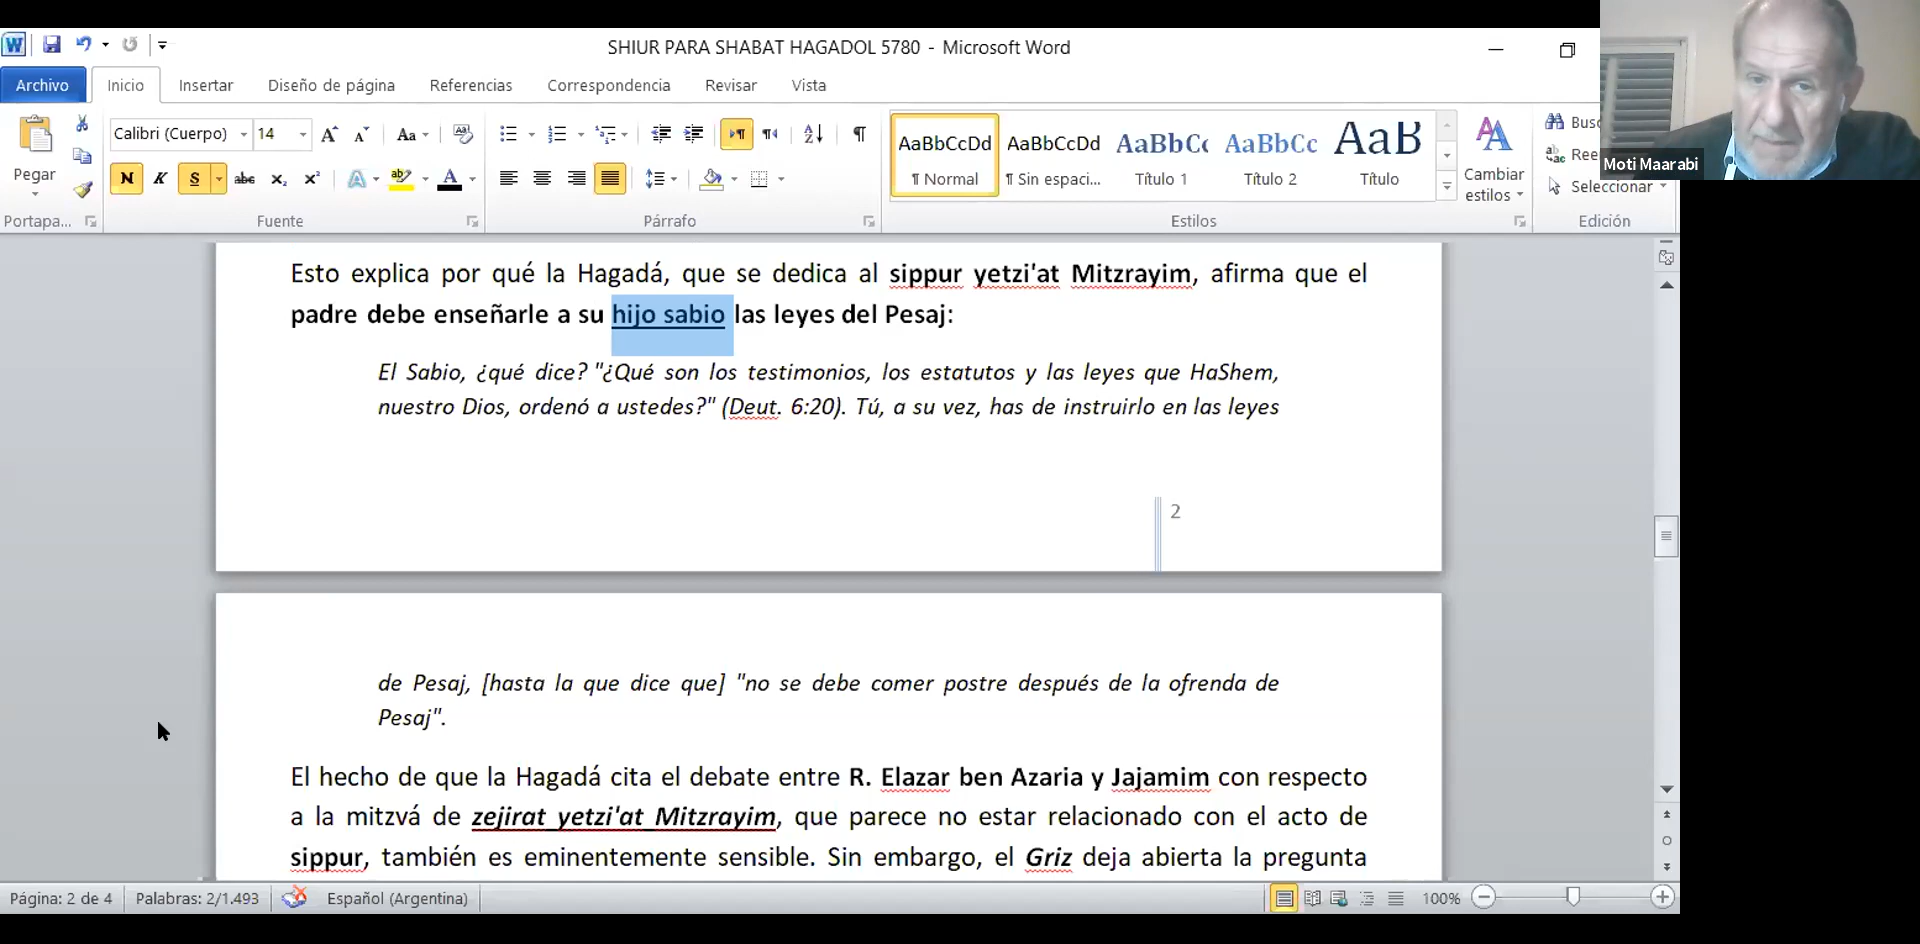 SHIUR PARA SHABAT HAGADOL 5780 - Microsoft Word
Archivo Inicio Insertar Diseño de página Referencias Correspondencia Revisar Vista
Pegar
Portapa...
Calibri (Cuerpo) 14
Aa
N K S abc x₂ x² A ab A
Fuente
Párrafo
AaBbCcDd AaBbCcDd AaBbCc AaBbCc AaB
¶ Normal ¶ Sin espaci... Título 1 Título 2 Título
Estilos
Cambiar
estilos
Busc
Ree
Seleccionar
Edición
Moti Maarabi
Esto explica por qué la Hagadá, que se dedica al sippur yetzi'at Mitzrayim, afirma que el
padre debe enseñarle a su hijo sabio las leyes del Pesaj:
El Sabio, ¿qué dice? "¿Qué son los testimonios, los estatutos y las leyes que HaShem,
nuestro Dios, ordenó a ustedes?" (Deut. 6:20). Tú, a su vez, has de instruirlo en las leyes
2
de Pesaj, [hasta la que dice que] "no se debe comer postre después de la ofrenda de
Pesaj".
El hecho de que la Hagadá cita el debate entre R. Elazar ben Azaria y Jajamim con respecto
a la mitzvá de zejirat yetzi'at Mitzrayim, que parece no estar relacionado con el acto de
sippur, también es eminentemente sensible. Sin embargo, el Griz deja abierta la pregunta
Página: 2 de 4 Palabras: 2/1.493 Español (Argentina) 100%